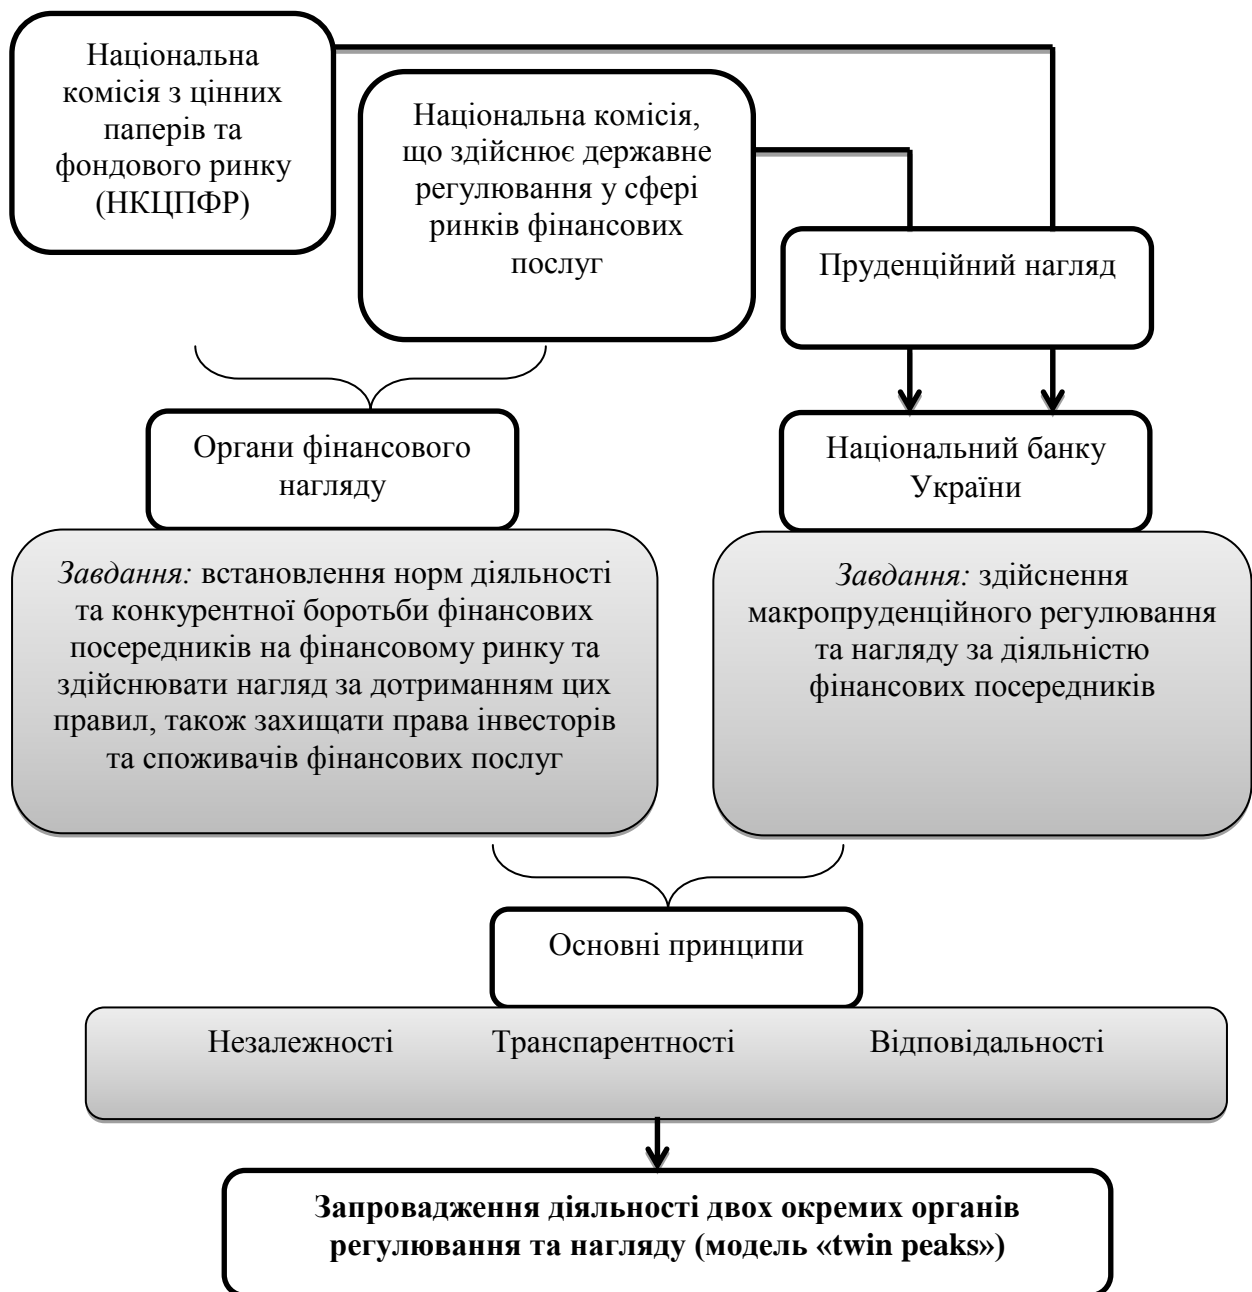 Національна
комісія з цінних
паперів та
фондового ринку
(НКЦПФР)
Національна комісія,
що здійснює державне
регулювання у сфері
ринків фінансових
послуг
Пруденційний нагляд
Органи фінансового
нагляду
Національний банку
України
Завдання: встановлення норм діяльності
та конкурентної боротьби фінансових
посередників на фінансовому ринку та
здійснювати нагляд за дотриманням цих
правил, також захищати права інвесторів
та споживачів фінансових послуг
Завдання: здійснення
макропруденційного регулювання
та нагляду за діяльністю
фінансових посередників
Основні принципи
Незалежності Транспарентності Відповідальності
Запровадження діяльності двох окремих органів
регулювання та нагляду (модель «twin peaks»)